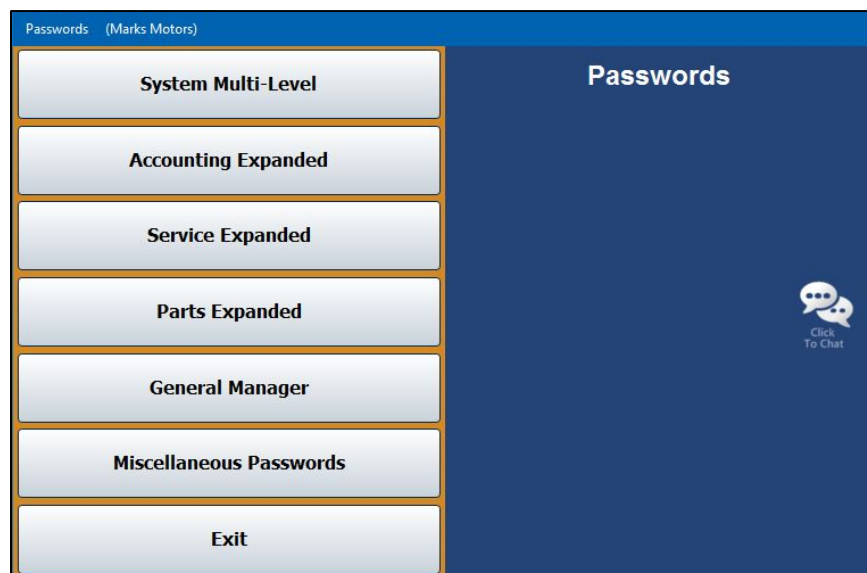 Passwords (Marks Motors)
System Multi-Level
Accounting Expanded
Service Expanded
Parts Expanded
General Manager
Miscellaneous Passwords
Exit
Passwords
Click
To Chat